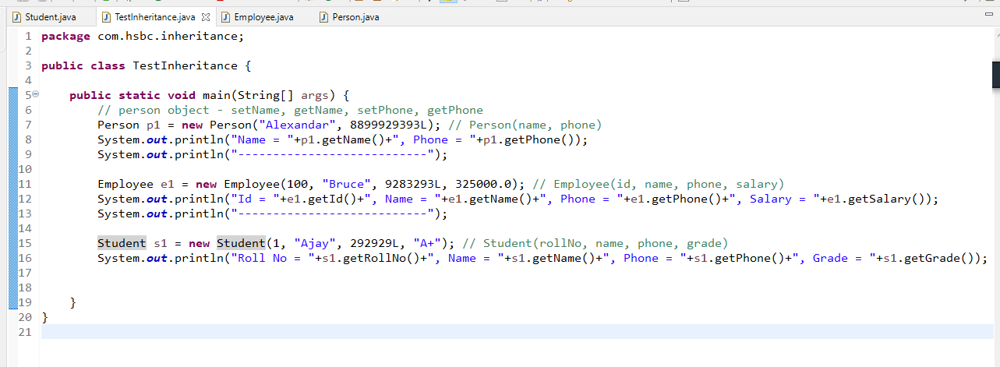 Student.java TestInheritance.java Employee.java Person.java
1 package com.hsbc.inheritance;
2
3 public class TestInheritance {
4
5 public static void main(String[] args) {
6 // person object - setName, getName, setPhone, getPhone
7 Person p1 = new Person("Alexandar", 8899929393L); // Person(name, phone)
8 System.out.println("Name = "+p1.getName()+", Phone = "+p1.getPhone());
9 System.out.println("---------------------------");
10
11 Employee e1 = new Employee(100, "Bruce", 9283293L, 325000.0); // Employee(id, name, phone, salary)
12 System.out.println("Id = "+e1.getId()+", Name = "+e1.getName()+", Phone = "+e1.getPhone()+", Salary = "+e1.getSalary());
13 System.out.println("---------------------------");
14
15 Student s1 = new Student(1, "Ajay", 292929L, "A+"); // Student(rollNo, name, phone, grade)
16 System.out.println("Roll No = "+s1.getRollNo()+", Name = "+s1.getName()+", Phone = "+s1.getPhone()+", Grade = "+s1.getGrade());
17
18
19 }
20 }
21